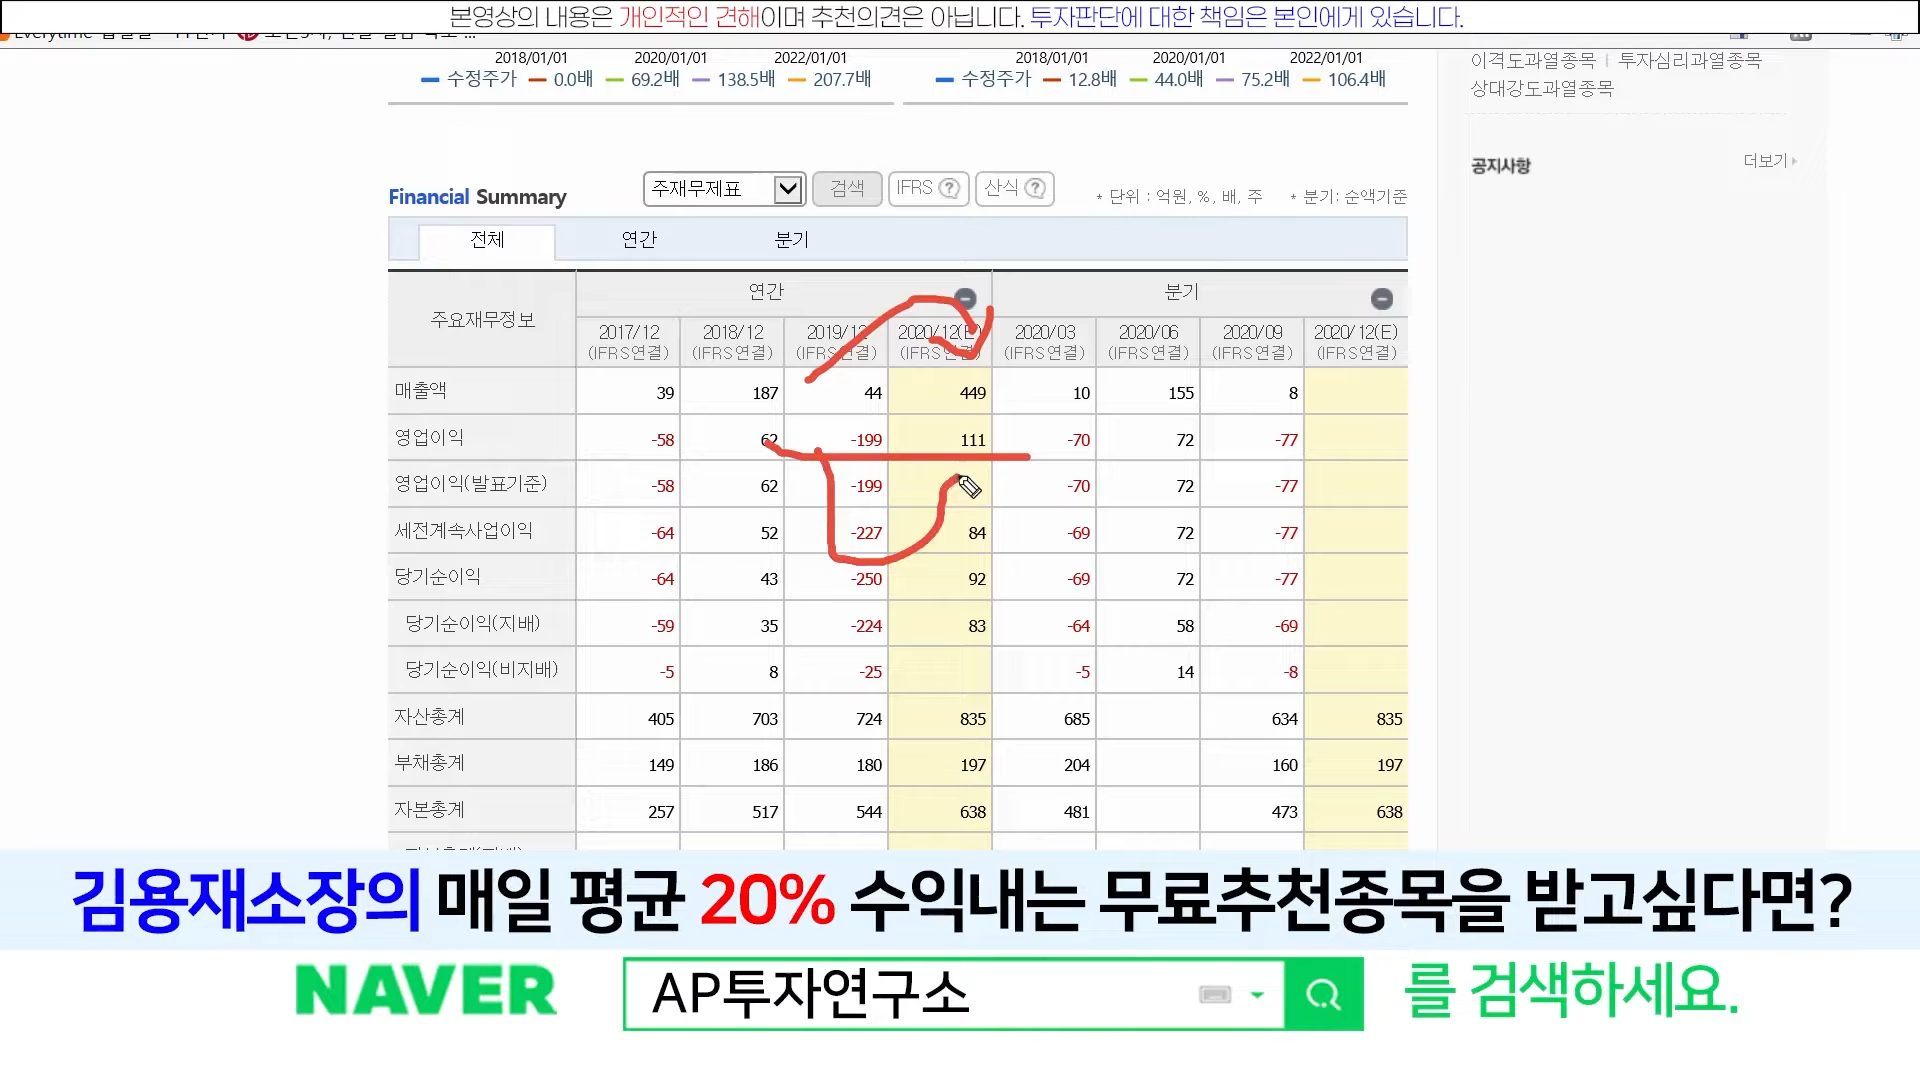 본영상의 내용은 개인적인 견해이며 추천의견은 아닙니다. 투자판단에 대한 책임은 본인에게 있습니다.
2018/01/01 2020/01/01 2022/01/01 2018/01/01 2020/01/01 2022/01/01
수정주가 0.0배 69.2배 138.5배 207.7배 수정주가 12.8배 44.0배 75.2배 106.4배
이격도과열종목 투자심리과열종목
상대강도과열종목
공지사항 더보기
Financial Summary 주재무제표 검색 IFRS ? 산식 ? * 단위 : 억원, %, 배, 주 * 분기: 순액기준
전체 연간 분기
주요재무정보 연간 분기
2017/12 2018/12 2019/12 2020/12(E) 2020/03 2020/06 2020/09 2020/12(E)
(IFRS연결) (IFRS연결) (IFRS연결) (IFRS연결) (IFRS연결) (IFRS연결) (IFRS연결) (IFRS연결)
매출액 39 187 44 449 10 155 8
영업이익 -58 62 -199 111 -70 72 -77
영업이익(발표기준) -58 62 -199 -70 72 -77
세전계속사업이익 -64 52 -227 84 -69 72 -77
당기순이익 -64 43 -250 92 -69 72 -77
당기순이익(지배) -59 35 -224 83 -64 58 -69
당기순이익(비지배) -5 8 -25 -5 14 -8
자산총계 405 703 724 835 685 634 835
부채총계 149 186 180 197 204 160 197
자본총계 257 517 544 638 481 473 638
김용재소장의 매일 평균 20% 수익내는 무료추천종목을 받고싶다면?
NAVER AP투자연구소 를 검색하세요.